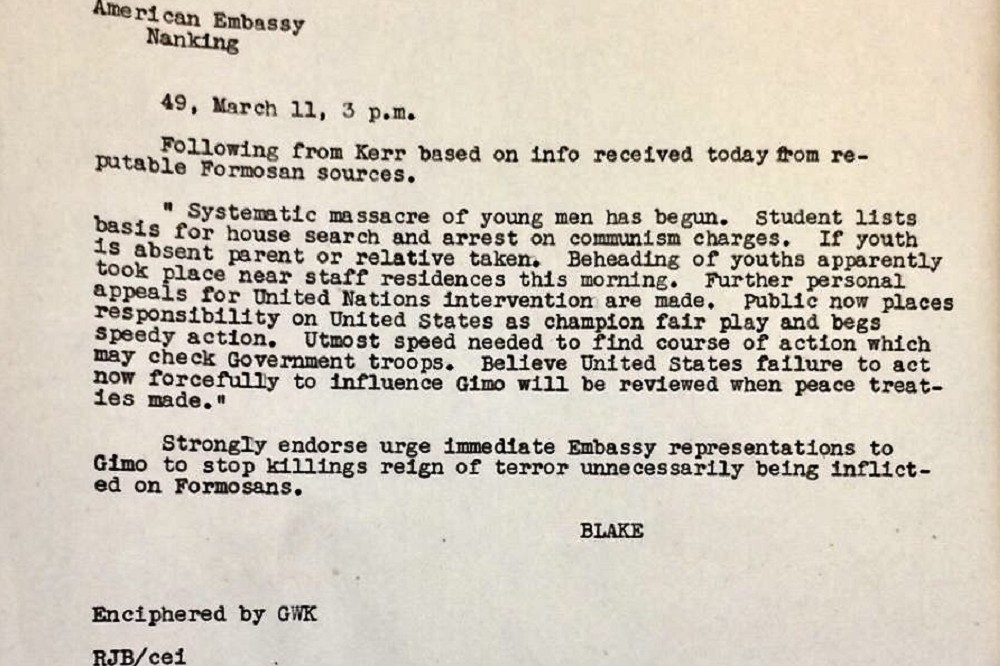 American Embassy
Nanking
49, March 11, 3 p.m.
Following from Kerr based on info received today from re-
putable Formosan sources.
" Systematic massacre of young men has begun. Student lists
basis for house search and arrest on communism charges. If youth
is absent parent or relative taken. Beheading of youths apparently
took place near staff residences this morning. Further personal
appeals for United Nations intervention are made. Public now places
responsibility on United States as champion fair play and begs
speedy action. Utmost speed needed to find course of action which
may check Government troops. Believe United States failure to act
now forcefully to influence Gimo will be reviewed when peace treat-
ies made."
Strongly endorse urge immediate Embassy representations to
Gimo to stop killings reign of terror unnecessarily being inflict-
ed on Formosans.
BLAKE
Enciphered by GWK
RJB/cei